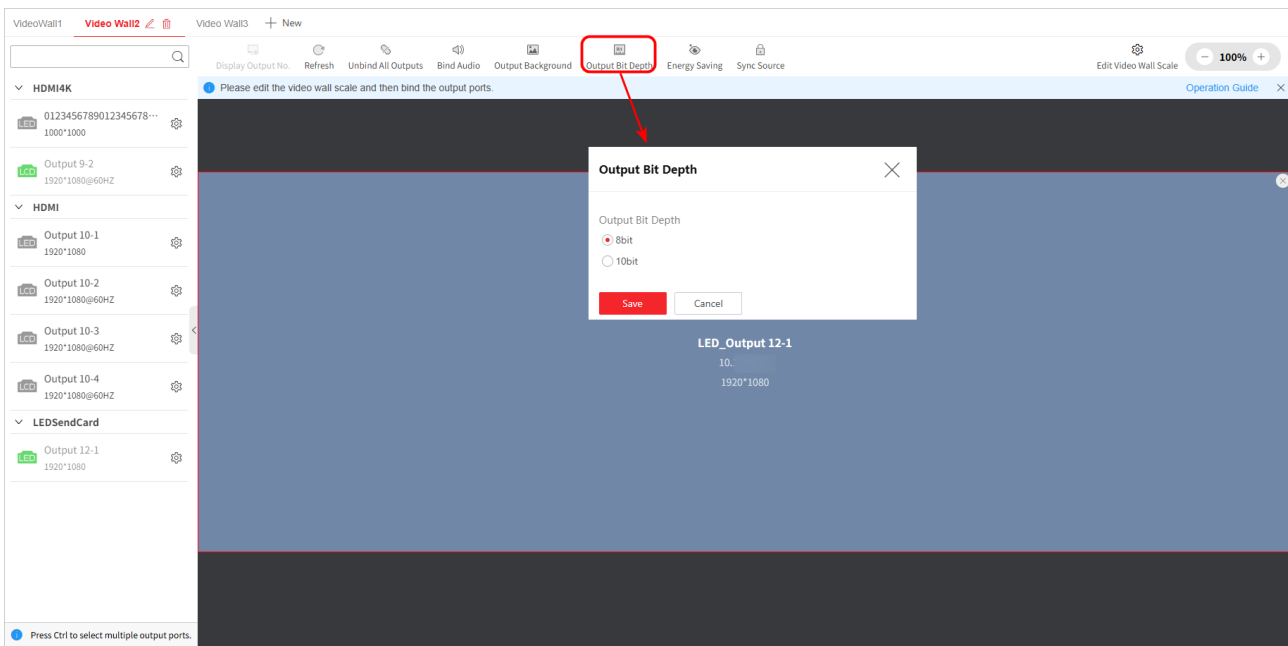 VideoWall1 Video Wall2 Video Wall3 New
Display Output No. Refresh Unbind All Outputs Bind Audio Output Background Output Bit Depth Energy Saving Sync Source Edit Video Wall Scale 100%
Please edit the video wall scale and then bind the output ports. Operation Guide
HDMI4K
LED 0123456789012345678···
1000*1000
LCD Output 9-2
1920*1080@60HZ
HDMI
LED Output 10-1
1920*1080
LCD Output 10-2
1920*1080@60HZ
LCD Output 10-3
1920*1080@60HZ
LCD Output 10-4
1920*1080@60HZ
LEDSendCard
LED Output 12-1
1920*1080
Press Ctrl to select multiple output ports.
Output Bit Depth
Output Bit Depth
8bit
10bit
Save Cancel
LED_Output 12-1
10.
1920*1080